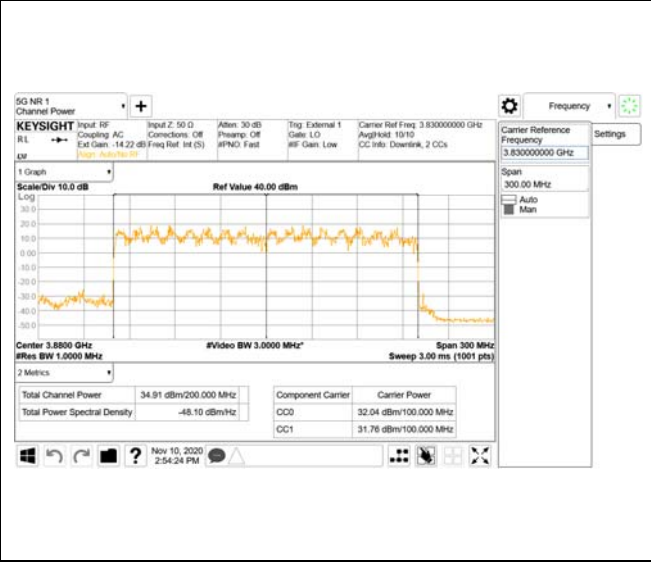 5G NR 1
Channel Power
KEYSIGHT
RL
Input: RF
Coupling: AC
Ext Gain: -14.22 dB
Align: Auto/No RF
Input Z: 50 Ω
Corrections: Off
Freq Ref: Int (S)
Atten: 30 dB
Preamp: Off
#PNO: Fast
Trig: External 1
Gate: LO
#IF Gain: Low
Carrier Ref Freq: 3.830000000 GHz
Avg|Hold: 10/10
CC Info: Downlink, 2 CCs
Frequency
Settings
Carrier Reference
Frequency
3.830000000 GHz
Span
300.00 MHz
Auto
Man
1 Graph
Scale/Div 10.0 dB
Ref Value 40.00 dBm
Log
30.0
20.0
10.0
0.00
-10.0
-20.0
-30.0
-40.0
-50.0
Center 3.8800 GHz
#Video BW 3.0000 MHz*
Span 300 MHz
#Res BW 1.0000 MHz
Sweep 3.00 ms (1001 pts)
2 Metrics
Total Channel Power 34.91 dBm/200.000 MHz
Total Power Spectral Density -48.10 dBm/Hz
Component Carrier Carrier Power
CC0 32.04 dBm/100.000 MHz
CC1 31.76 dBm/100.000 MHz
Nov 10, 2020
2:54:24 PM